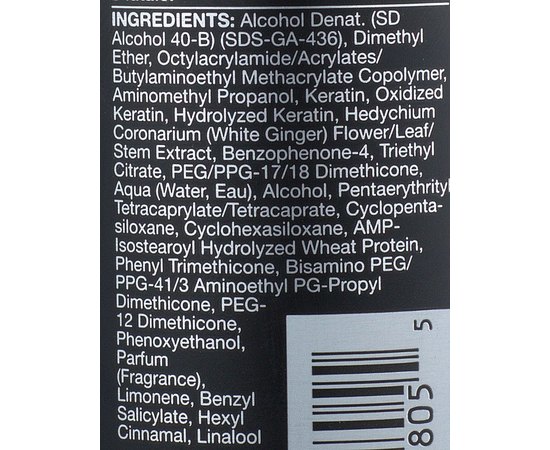 INGREDIENTS: Alcohol Denat. (SD
Alcohol 40-B) (SDS-GA-436), Dimethyl
Ether, Octylacrylamide/Acrylates/
Butylaminoethyl Methacrylate Copolymer,
Aminomethyl Propanol, Keratin, Oxidized
Keratin, Hydrolyzed Keratin, Hedychium
Coronarium (White Ginger) Flower/Leaf/
Stem Extract, Benzophenone-4, Triethyl
Citrate, PEG/PPG-17/18 Dimethicone,
Aqua (Water, Eau), Alcohol, Pentaerythrityl
Tetracaprylate/Tetracaprate, Cyclopenta-
siloxane, Cyclohexasiloxane, AMP-
Isostearoyl Hydrolyzed Wheat Protein,
Phenyl Trimethicone, Bisamino PEG/
PPG-41/3 Aminoethyl PG-Propyl
Dimethicone, PEG-
12 Dimethicone,
Phenoxyethanol,
Parfum
(Fragrance),
Limonene, Benzyl
Salicylate, Hexyl
Cinnamal, Linalool
805 5